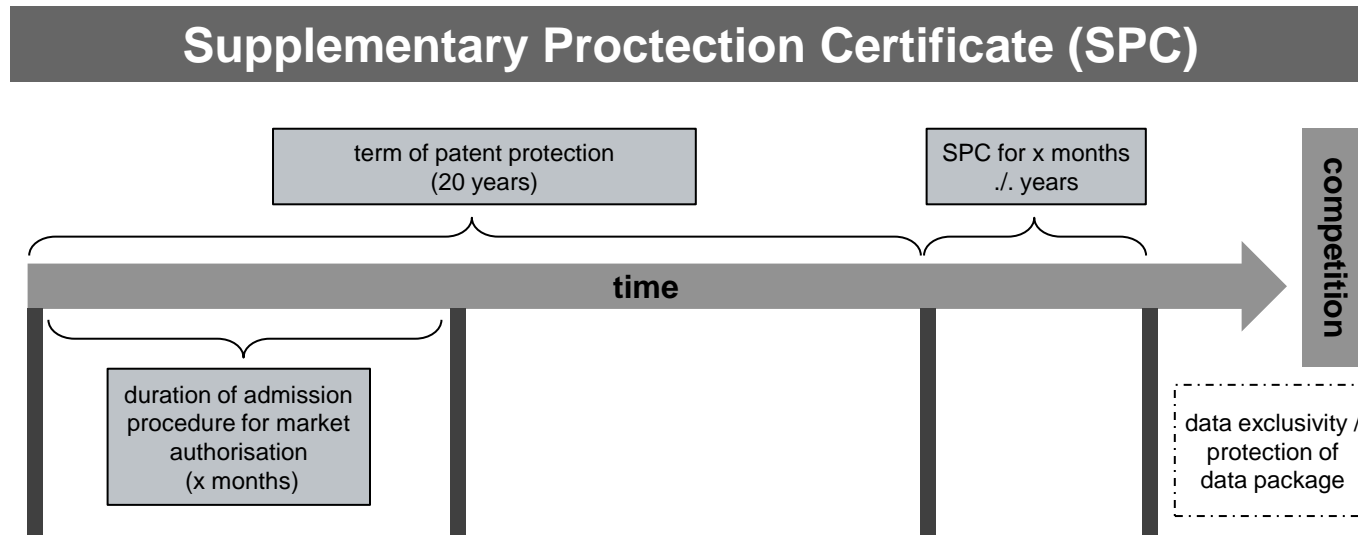 Supplementary Proctection Certificate (SPC)
term of patent protection
(20 years)
SPC for x months
./. years
competition
time
duration of admission
procedure for market
authorisation
(x months)
data exclusivity /
protection of
data package